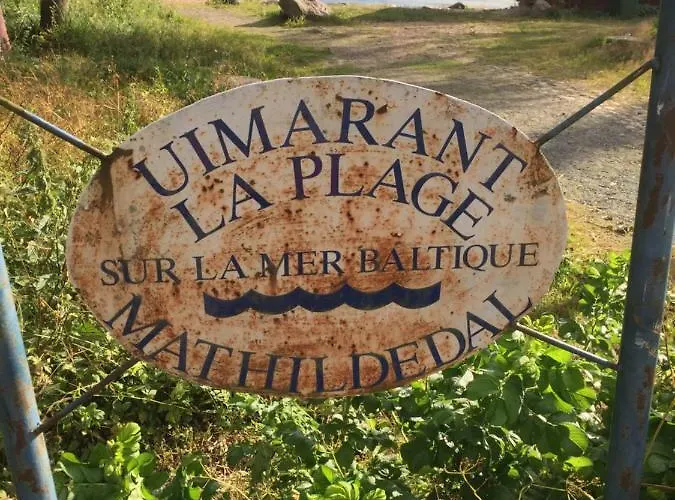 UIMARANT
LA PLAGE
SUR LA MER BALTIQUE
MATHILDEDAL